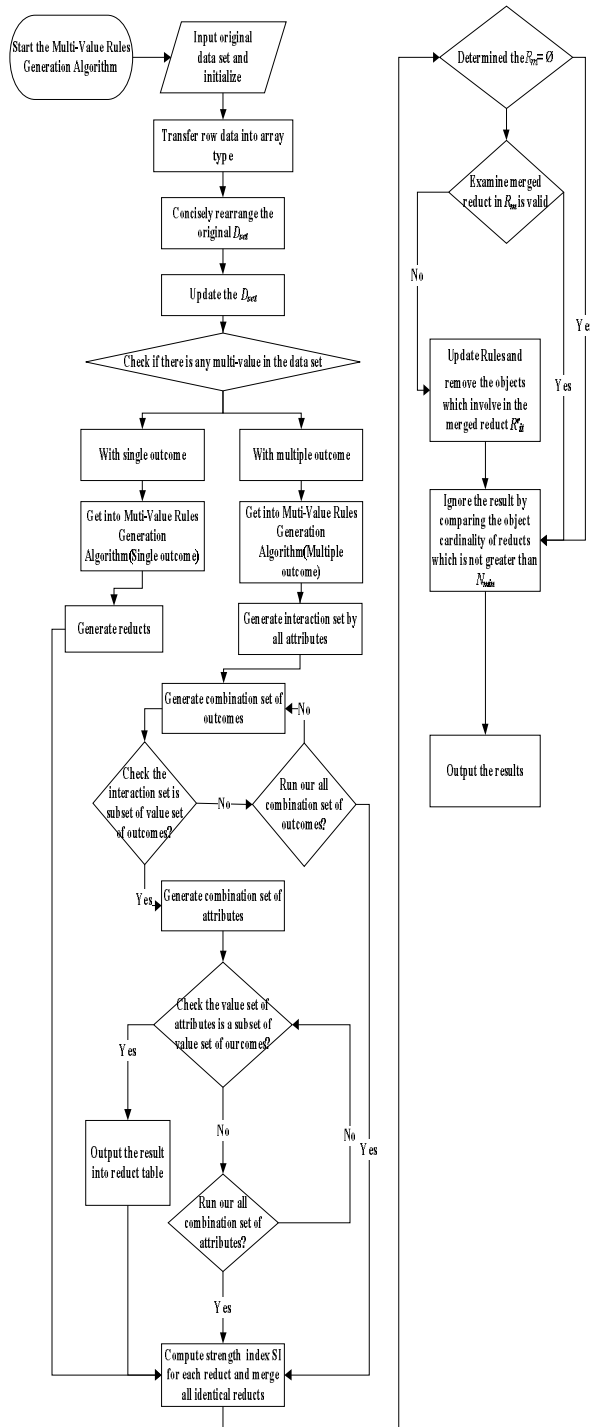 Start the Multi-Value Rules
Generation Algorithm
Input original
data set and
initialize
Transfer row data into array
type
Concisely rearrange the
original Dset
Update the Dset
Check if there is any multi-value in the data set
With single outcome
With multiple outcome
Get into Muti-Value Rules
Generation
Algorithm(Single outcome)
Get into Muti-Value Rules
Generation
Algorithm(Multiple
outcome)
Generate reducts
Generate interaction set by
all attributes
Generate combination set of
outcomes
No
Check the
interaction set is
subset of value set
of outcomes?
No
Run our all
combination set of
outcomes?
Yes
Generate combination set of
attributes
Check the value set of
attributes is a subset of
value set of ourcomes?
Yes
No
No
Yes
Output the result
into reduct table
Run our all
combination set of
attributes?
Yes
Compute strength index SI
for each reduct and merge
all identical reducts
Determined the Rm= Ø
Examine merged
reduct in Rm is valid
No
Yes
Yes
Update Rules and
remove the objects
which involve in the
merged reduct
Ignore the result by
comparing the object
cardinality of reducts
which is not greater than
Nmin
Output the results